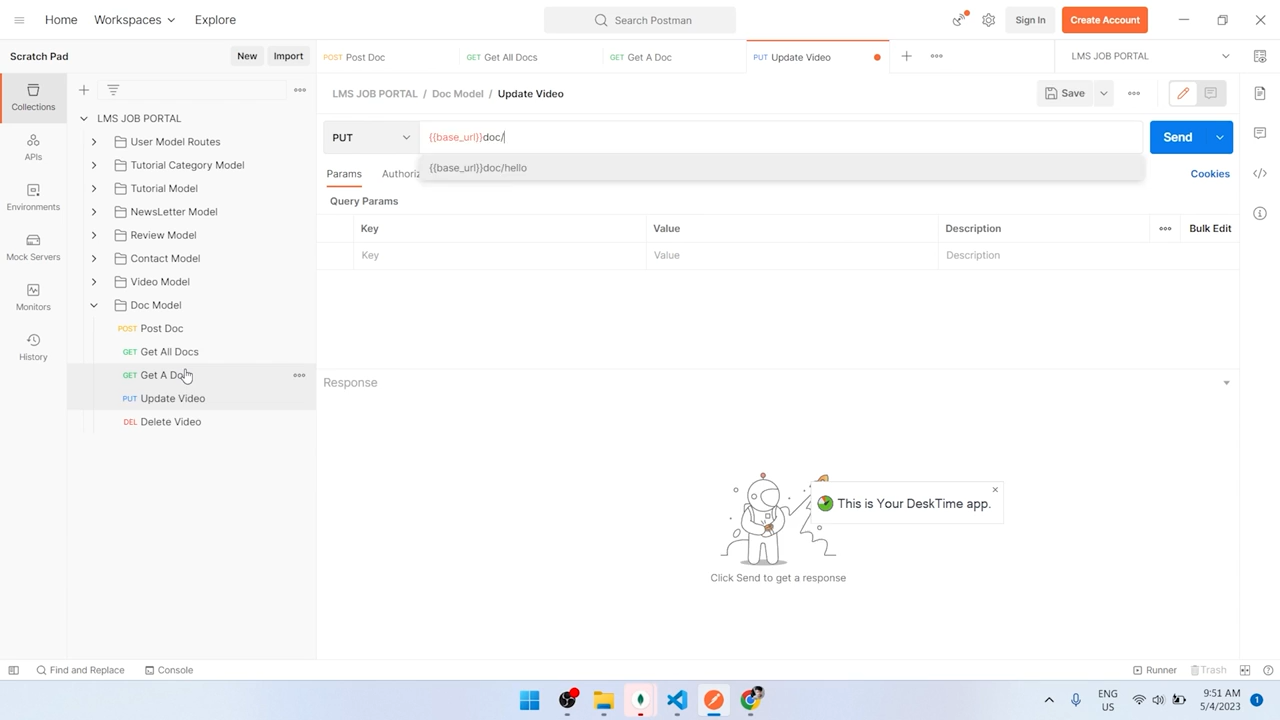 Home Workspaces Explore Search Postman Sign In Create Account
Scratch Pad New Import POST Post Doc GET Get All Docs GET Get A Doc PUT Update Video LMS JOB PORTAL
Collections
APIs
Environments
Mock Servers
Monitors
History
LMS JOB PORTAL
User Model Routes
Tutorial Category Model
Tutorial Model
NewsLetter Model
Review Model
Contact Model
Video Model
Doc Model
POST Post Doc
GET Get All Docs
GET Get A Do
PUT Update Video
DEL Delete Video
LMS JOB PORTAL / Doc Model / Update Video Save
PUT {{base_url}}doc/ Send
{{base_url}}doc/hello
Params Authoriz Cookies
Query Params
Key Value Description Bulk Edit
Key Value Description
Response
This is Your DeskTime app.
Click Send to get a response
Find and Replace Console Runner Trash
ENG
US
9:51 AM
5/4/2023
1